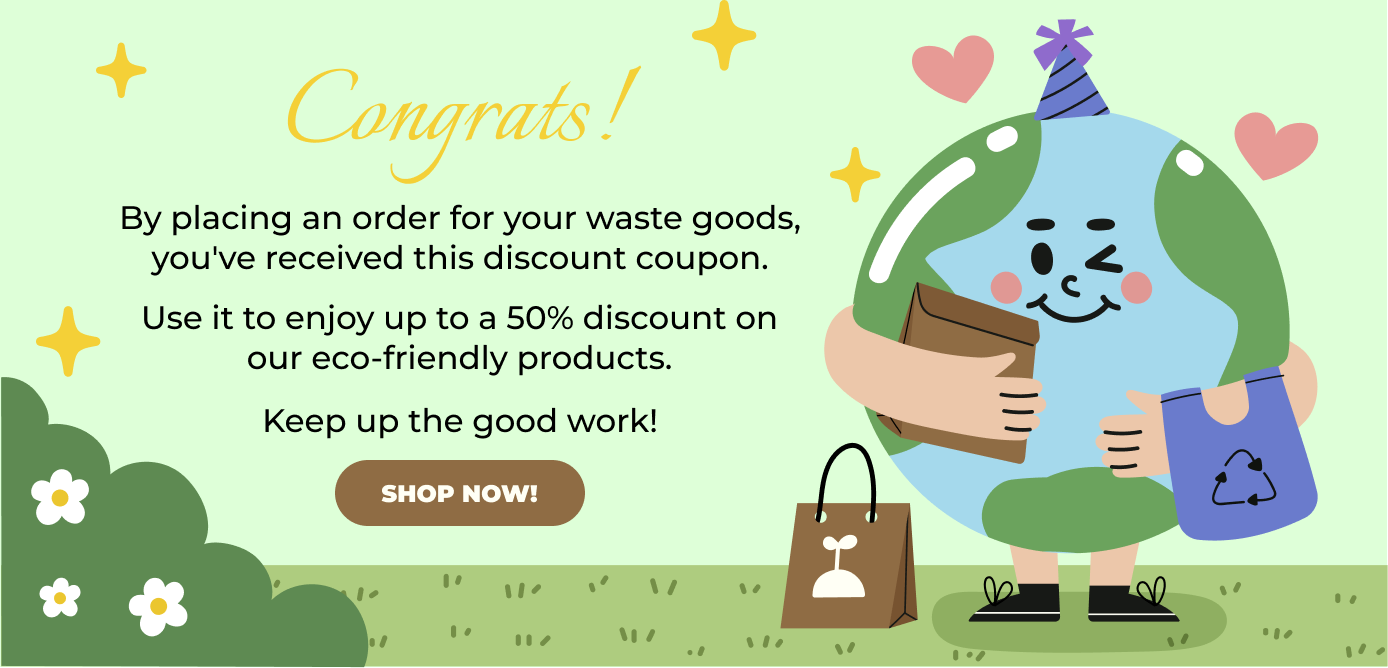 Congrats!
By placing an order for your waste goods,
you've received this discount coupon.
Use it to enjoy up to a 50% discount on
our eco-friendly products.
Keep up the good work!
SHOP NOW!